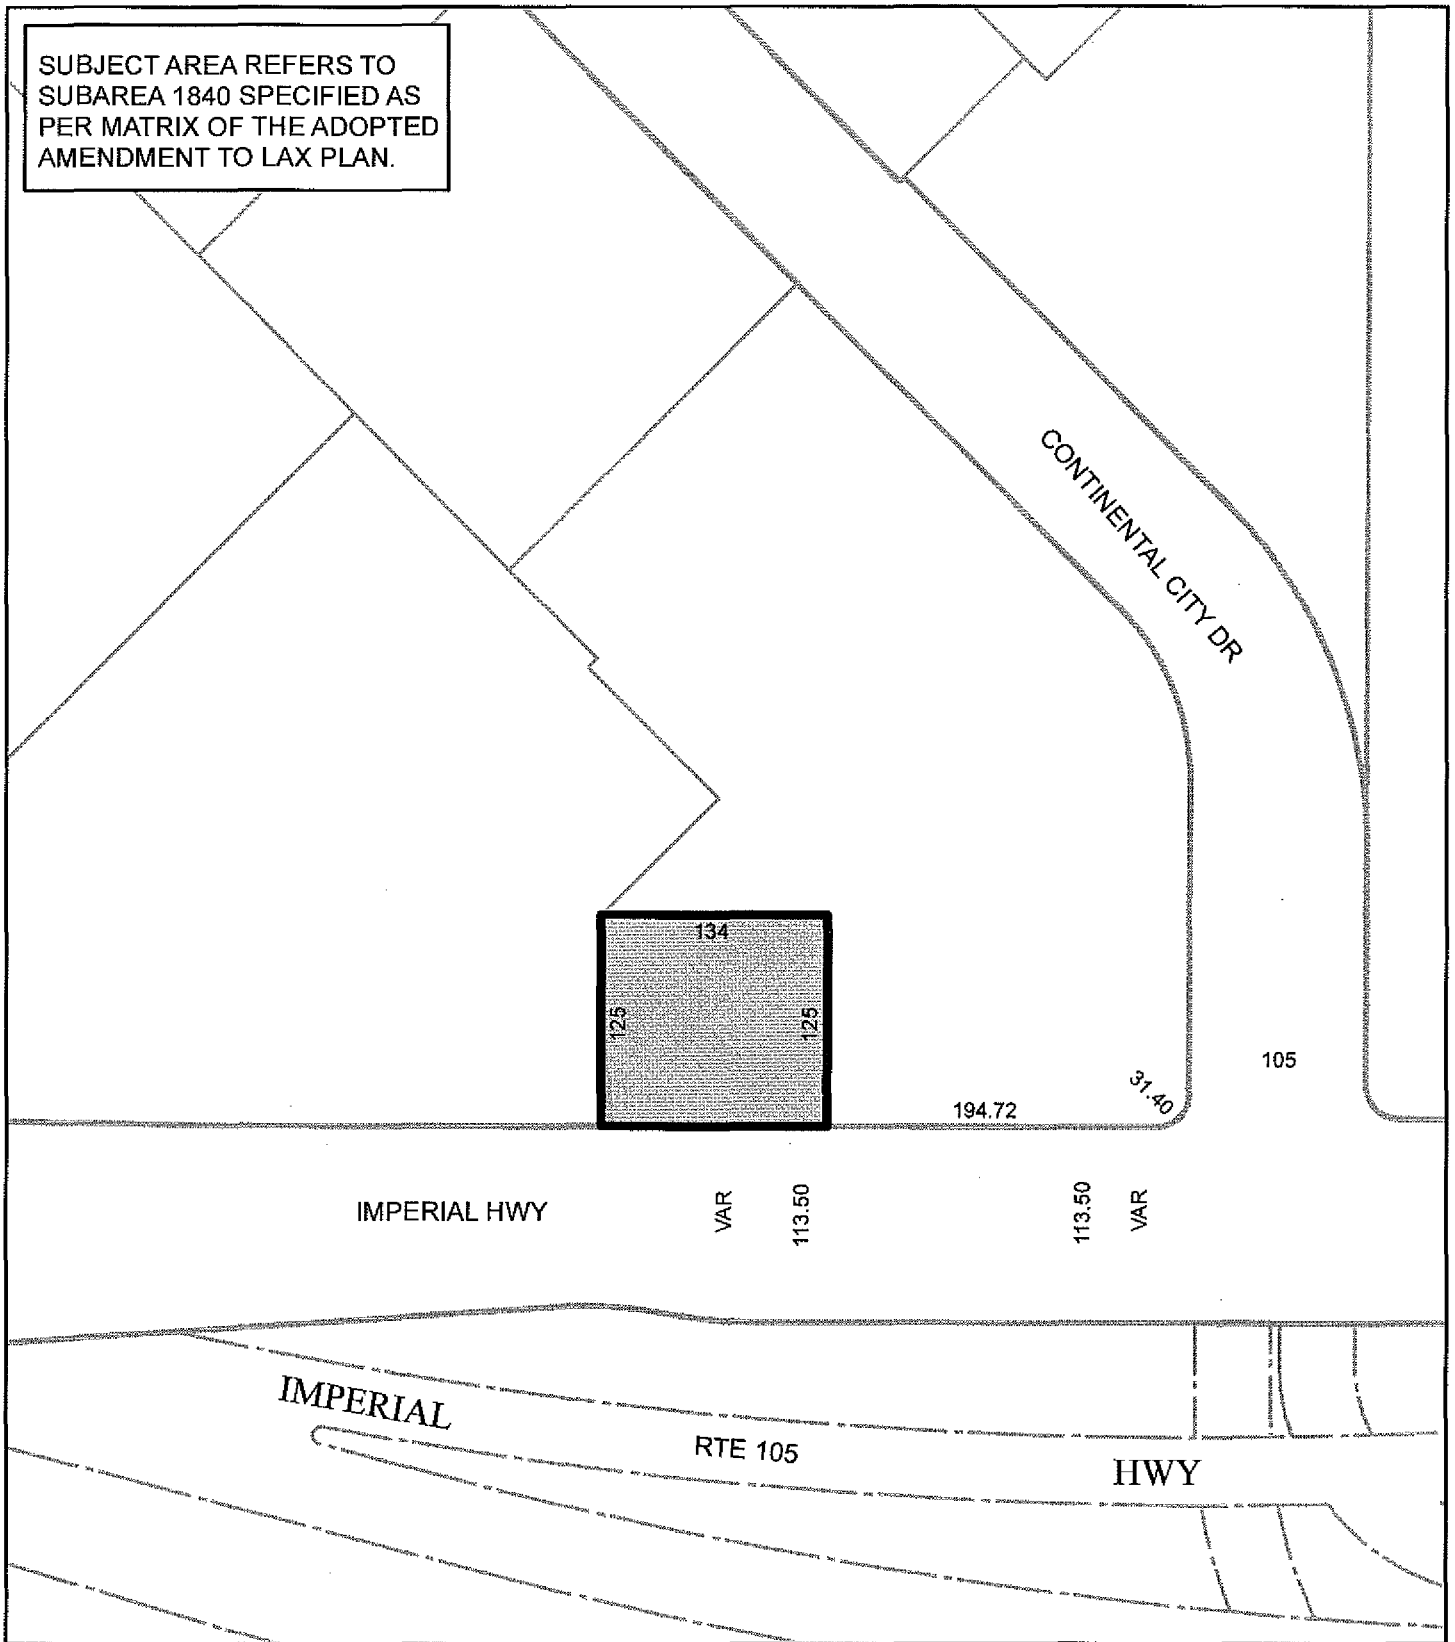 SUBJECT AREA REFERS TO
SUBAREA 1840 SPECIFIED AS
PER MATRIX OF THE ADOPTED
AMENDMENT TO LAX PLAN.
CONTINENTAL CITY DR
134
125
125
105
31.40
194.72
IMPERIAL HWY
VAR
113.50
113.50
VAR
IMPERIAL
RTE 105
HWY